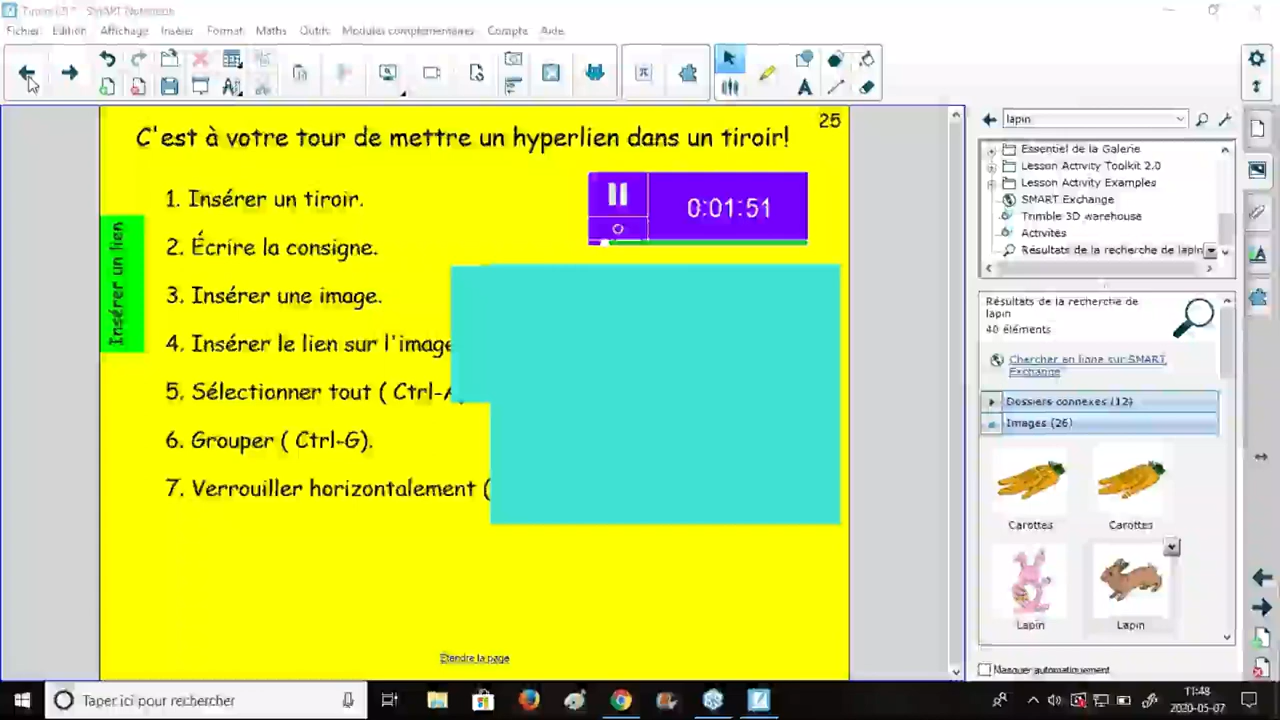 SMART Notebook
Fichier Edition Affichage Insérer Format Maths Outils Modules complémentaires Compte Aide
25
C'est à votre tour de mettre un hyperlien dans un tiroir!
0:01:51
Insérer un lien
1. Insérer un tiroir.
2. Écrire la consigne.
3. Insérer une image.
4. Insérer le lien sur l'image
5. Sélectionner tout ( Ctrl-A
6. Grouper ( Ctrl-G).
7. Verrouiller horizontalement (
Étendre la page
lapin
Essentiel de la Galerie
Lesson Activity Toolkit 2.0
Lesson Activity Examples
SMART Exchange
Trimble 3D warehouse
Activités
Résultats de la recherche de lapin
Résultats de la recherche de
lapin
40 éléments
Chercher en ligne sur SMART
Exchange
Dossiers connexes (12)
Images (26)
Carottes
Carottes
Lapin
Lapin
Masquer automatiquement
Taper ici pour rechercher
11:48
2020-05-07